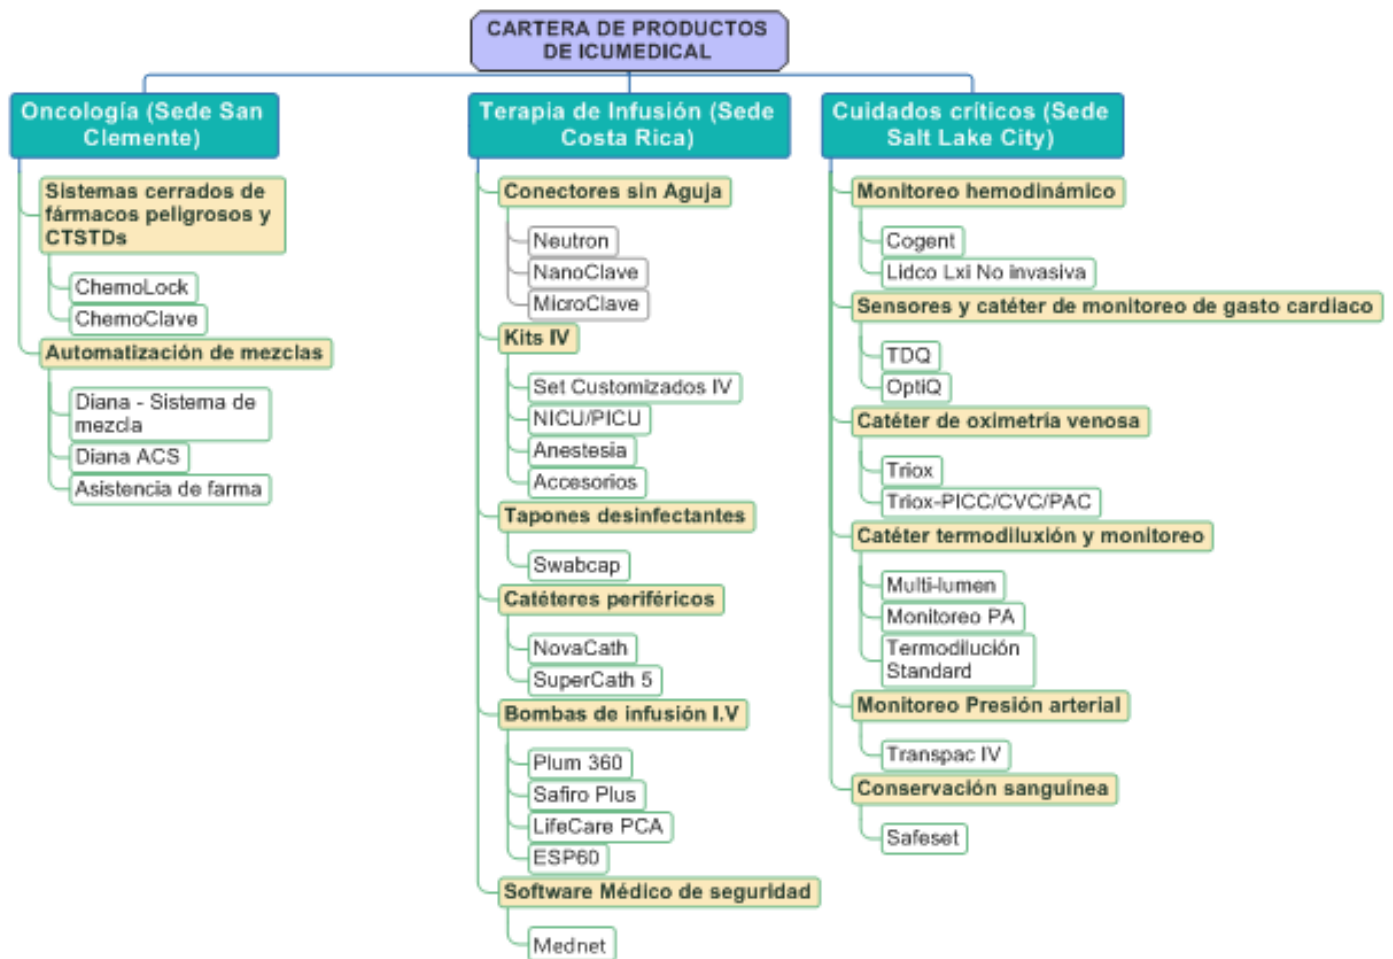 CARTERA DE PRODUCTOS
DE ICUMEDICAL
Oncología (Sede San
Clemente)
Sistemas cerrados de
fármacos peligrosos y
CTSTDs
ChemoLock
ChemoClave
Automatización de mezclas
Diana - Sistema de
mezcla
Diana ACS
Asistencia de farma
Terapia de Infusión (Sede
Costa Rica)
Conectores sin Aguja
Neutron
NanoClave
MicroClave
Kits IV
Set Customizados IV
NICU/PICU
Anestesia
Accesorios
Tapones desinfectantes
Swabcap
Catéteres periféricos
NovaCath
SuperCath 5
Bombas de infusión I.V
Plum 360
Safiro Plus
LifeCare PCA
ESP60
Software Médico de seguridad
Mednet
Cuidados críticos (Sede
Salt Lake City)
Monitoreo hemodinámico
Cogent
Lidco Lxi No invasiva
Sensores y catéter de monitoreo de gasto cardiaco
TDQ
OptiQ
Catéter de oximetría venosa
Triox
Triox-PICC/CVC/PAC
Catéter termodiluxión y monitoreo
Multi-lumen
Monitoreo PA
Termodilución
Standard
Monitoreo Presión arterial
Transpac IV
Conservación sanguínea
Safeset